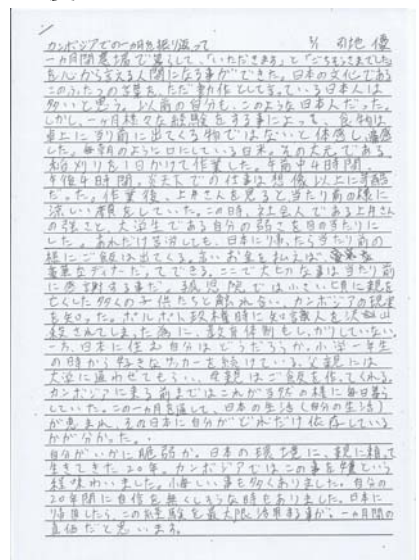 カンボジアでの一ヵ月を振り返って 3/1 引地 優
一ヵ月間農場で暮らして、「いただきます」と「ごちそうさまでした」
を心から言える人間になる事ができた。日本の文化である
このふたつの言葉を、ただ動作として言っている日本人は
多いと思う。以前の自分も、このような日本人だった。
しかし、一ヶ月様々な経験をする事によって、食物は
卓上に当り前に出てくる物ではないと体感し、痛感
した。毎朝のように口にしている白米。その大元である
稲刈りを1日かけて作業した。午前中4時間、
午後4時間、炎天下での仕事は想像以上に過酷
だった。作業後、上井さんを見ると当たり前の様に
涼しい顔をしていた。この時、社会人である上井さん
の強さと、大学生である自分の弱さを目の当りに
した。あれだけ苦労しても、日本に帰ったら当り前の
様にご飯は出てくる。高いお金を払えば、
豪華なディナーだってできる。ここで大切な事は当たり前
に感謝する事だ。孤児院では小さい頃に親を
亡くした多くの子供たちと触れ合い、カンボジアの現実
を知った。ポルポト政権時に知識人を沢山
殺されてしまった為に、教育体制もしっかりしていない。
一方、日本に住む自分はどうだろうか。小学一年生
の時から好きなサッカーを続けている。父親には
大学に通わせてもらい、母親はご飯を作ってくれる。
カンボジアに来る前まではこれが当然の様に毎日暮ら
していた。この一ヵ月を通して、日本の生活(自分の生活)
が恵まれ、その日本に自分がどれだけ依存している
かが分かった。
自分がいかに脆弱か。日本の環境に、親に頼って
生きてきた20年。カンボジアではこの事を嫌という
程味わいました。悔しい事も多くありました。自分の
20年間に自信を無くしそうな時もありました。日本に
帰国したら、この経験を最大限活用する事が、一ヵ月間の
真価だと思います。